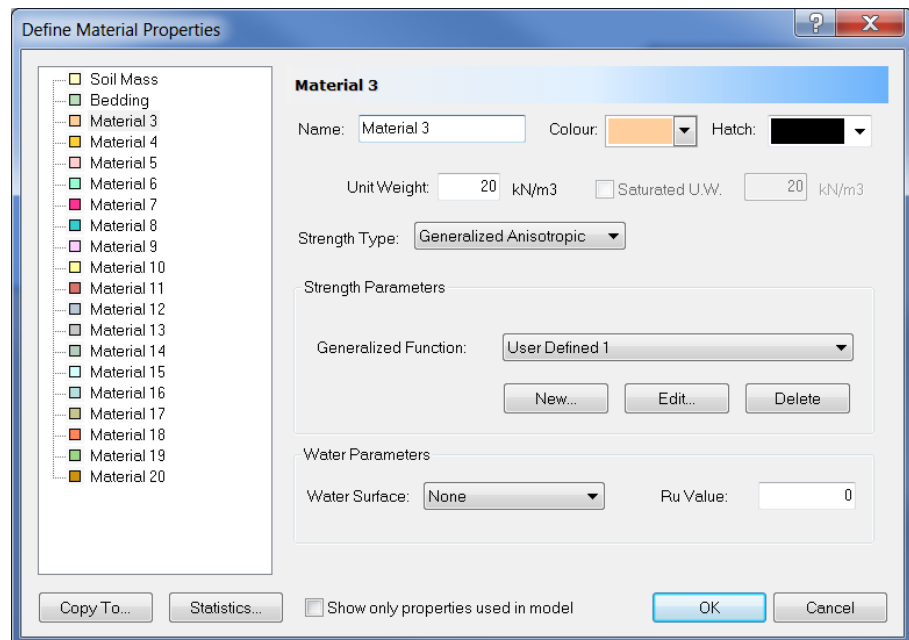 Define Material Properties
Soil Mass
Bedding
Material 3
Material 4
Material 5
Material 6
Material 7
Material 8
Material 9
Material 10
Material 11
Material 12
Material 13
Material 14
Material 15
Material 16
Material 17
Material 18
Material 19
Material 20
Material 3
Name: Material 3 Colour: Hatch:
Unit Weight: 20 kN/m3 Saturated U.W. 20 kN/m3
Strength Type: Generalized Anisotropic
Strength Parameters
Generalized Function: User Defined 1
New... Edit... Delete
Water Parameters
Water Surface: None Ru Value: 0
Copy To... Statistics... Show only properties used in model OK Cancel